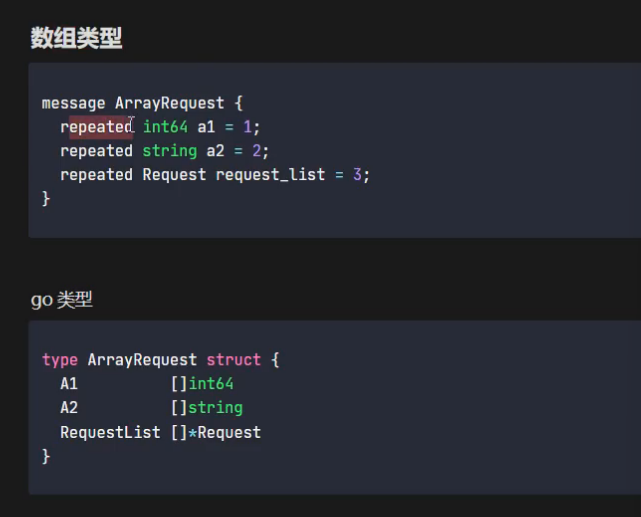 数组类型
message ArrayRequest {
  repeated int64 a1 = 1;
  repeated string a2 = 2;
  repeated Request request_list = 3;
}
go 类型
type ArrayRequest struct {
  A1          []int64
  A2          []string
  RequestList []*Request
}